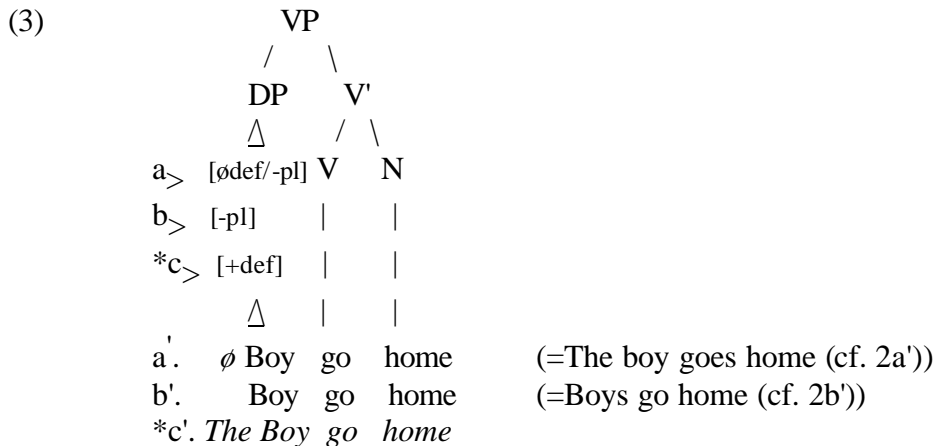 (3) VP
/ \
DP V'
△ / \
a> [ødef/-pl] V N
b> [-pl] | |
*c> [+def] | |
△ | |
a'. ø Boy go home (=The boy goes home (cf. 2a'))
b'. Boy go home (=Boys go home (cf. 2b'))
*c'. The Boy go home